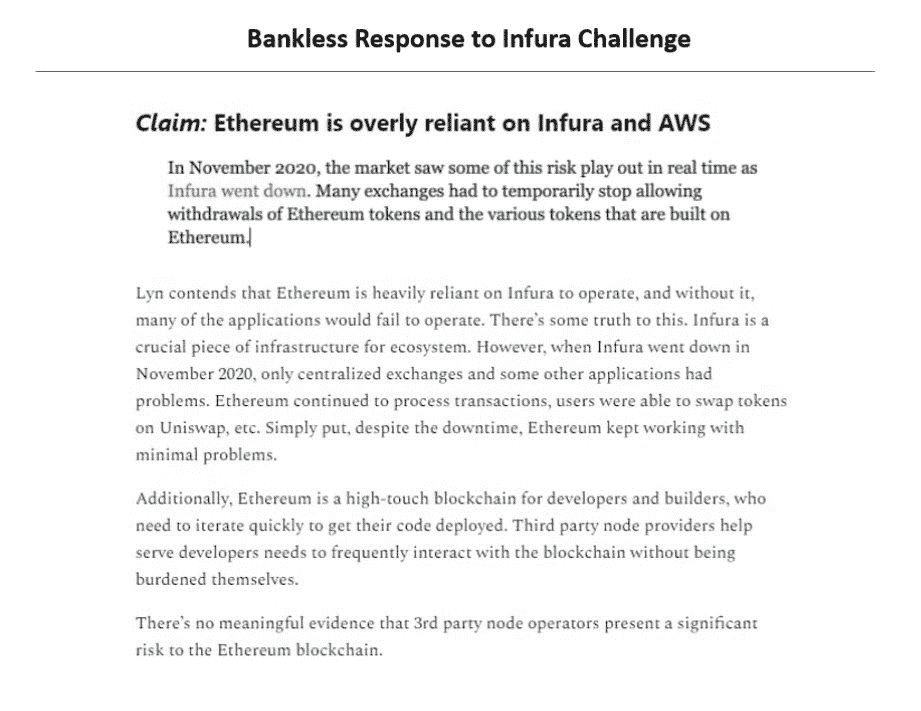 Bankless Response to Infura Challenge
Claim: Ethereum is overly reliant on Infura and AWS
In November 2020, the market saw some of this risk play out in real time as
Infura went down. Many exchanges had to temporarily stop allowing
withdrawals of Ethereum tokens and the various tokens that are built on
Ethereum.
Lyn contends that Ethereum is heavily reliant on Infura to operate, and without it,
many of the applications would fail to operate. There's some truth to this. Infura is a
crucial piece of infrastructure for ecosystem. However, when Infura went down in
November 2020, only centralized exchanges and some other applications had
problems. Ethereum continued to process transactions, users were able to swap tokens
on Uniswap, etc. Simply put, despite the downtime, Ethereum kept working with
minimal problems.
Additionally, Ethereum is a high-touch blockchain for developers and builders, who
need to iterate quickly to get their code deployed. Third party node providers help
serve developers needs to frequently interact with the blockchain without being
burdened themselves.
There's no meaningful evidence that 3rd party node operators present a significant
risk to the Ethereum blockchain.